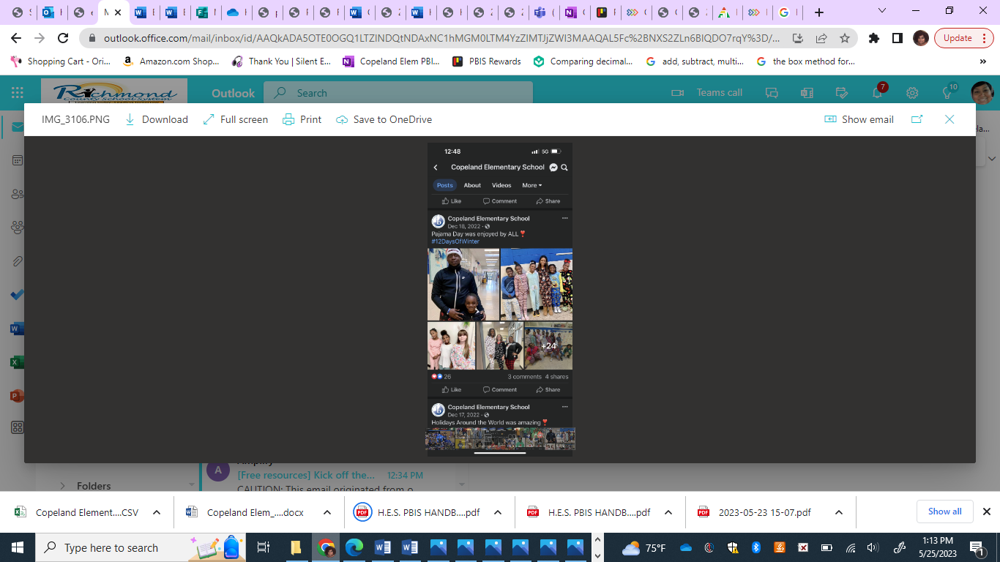 outlook.office.com/mail/inbox/id/AAQkADA5OTE0OGQ1LTZINDQtNDAxNC1hMGM0LTM4YzZIMTJjZWI3MAAQAL5Fc%2BNXS2ZLn6BIQDO7rqY%3D/...
Update
Shopping Cart - Ori...
Amazon.com Shop...
Thank You | Silent E...
Copeland Elem PBI...
PBIS Rewards
Comparing decimal...
add, subtract, multi...
the box method for...
Richmond
County School System
Outlook
Search
Teams call
7
10
IMG_3106.PNG
Download
Full screen
Print
Save to OneDrive
Show email
12:48
5G
Copeland Elementary School
Posts About Videos More
Like Comment Share
Copeland Elementary School
Dec 18, 2022 ·
Pajama Day was enjoyed by ALL ❣️
#12DaysOfWinter
+24
26
3 comments 4 shares
Like Comment Share
Copeland Elementary School
Dec 17, 2022 ·
Holidays Around the World was amazing ❣️
Folders
A
Amplify
[Free resources] Kick off the...
12:34 PM
CAUTION: This email originated from o
Copeland Element....CSV
Copeland Elem_....docx
H.E.S. PBIS HANDB....pdf
H.E.S. PBIS HANDB....pdf
2023-05-23 15-07.pdf
Show all
Type here to search
75°F
1:13 PM
5/25/2023
1